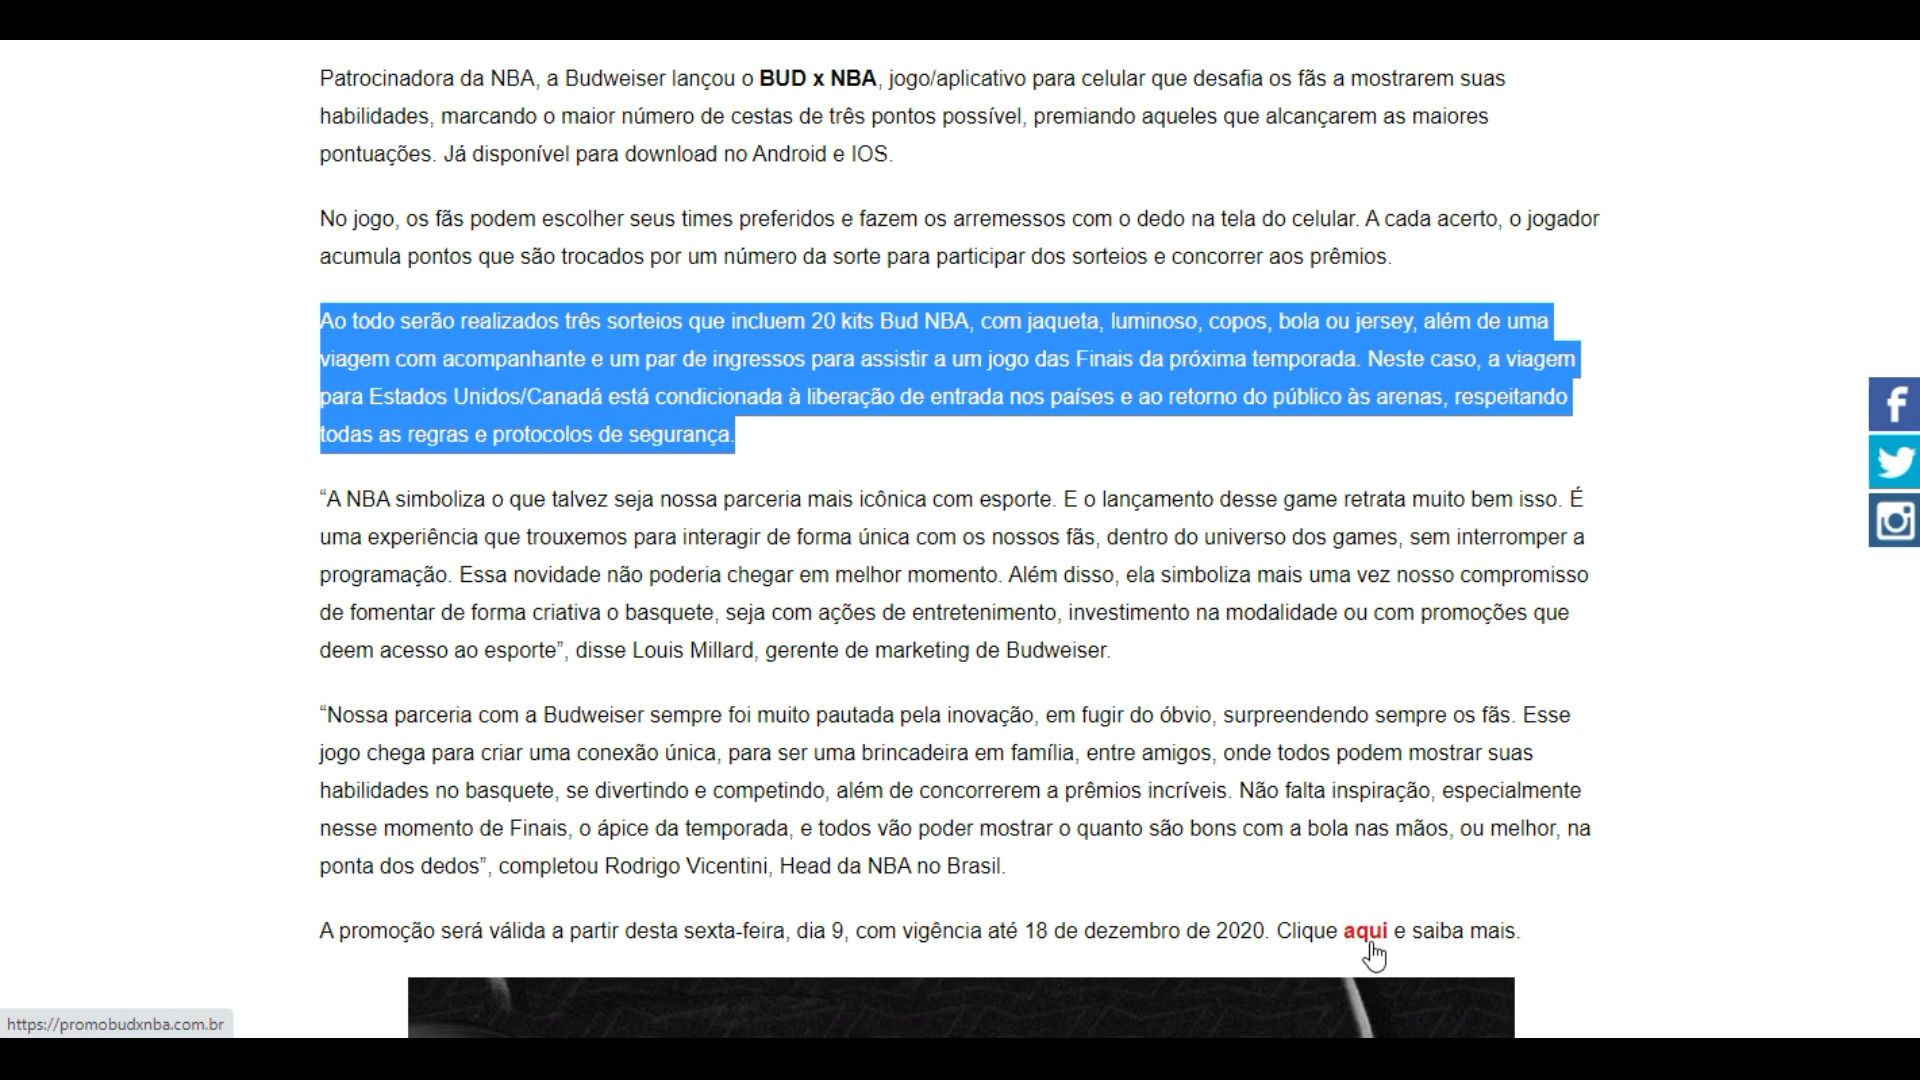 Patrocinadora da NBA, a Budweiser lançou o BUD x NBA, jogo/aplicativo para celular que desafia os fãs a mostrarem suas
habilidades, marcando o maior número de cestas de três pontos possível, premiando aqueles que alcançarem as maiores
pontuações. Já disponível para download no Android e IOS.
No jogo, os fãs podem escolher seus times preferidos e fazem os arremessos com o dedo na tela do celular. A cada acerto, o jogador
acumula pontos que são trocados por um número da sorte para participar dos sorteios e concorrer aos prêmios.
Ao todo serão realizados três sorteios que incluem 20 kits Bud NBA, com jaqueta, luminoso, copos, bola ou jersey, além de uma
viagem com acompanhante e um par de ingressos para assistir a um jogo das Finais da próxima temporada. Neste caso, a viagem
para Estados Unidos/Canadá está condicionada à liberação de entrada nos países e ao retorno do público às arenas, respeitando
todas as regras e protocolos de segurança.
“A NBA simboliza o que talvez seja nossa parceria mais icônica com esporte. E o lançamento desse game retrata muito bem isso. É
uma experiência que trouxemos para interagir de forma única com os nossos fãs, dentro do universo dos games, sem interromper a
programação. Essa novidade não poderia chegar em melhor momento. Além disso, ela simboliza mais uma vez nosso compromisso
de fomentar de forma criativa o basquete, seja com ações de entretenimento, investimento na modalidade ou com promoções que
deem acesso ao esporte”, disse Louis Millard, gerente de marketing de Budweiser.
“Nossa parceria com a Budweiser sempre foi muito pautada pela inovação, em fugir do óbvio, surpreendendo sempre os fãs. Esse
jogo chega para criar uma conexão única, para ser uma brincadeira em família, entre amigos, onde todos podem mostrar suas
habilidades no basquete, se divertindo e competindo, além de concorrerem a prêmios incríveis. Não falta inspiração, especialmente
nesse momento de Finais, o ápice da temporada, e todos vão poder mostrar o quanto são bons com a bola nas mãos, ou melhor, na
ponta dos dedos”, completou Rodrigo Vicentini, Head da NBA no Brasil.
A promoção será válida a partir desta sexta-feira, dia 9, com vigência até 18 de dezembro de 2020. Clique aqui e saiba mais.
https://promobudxnba.com.br